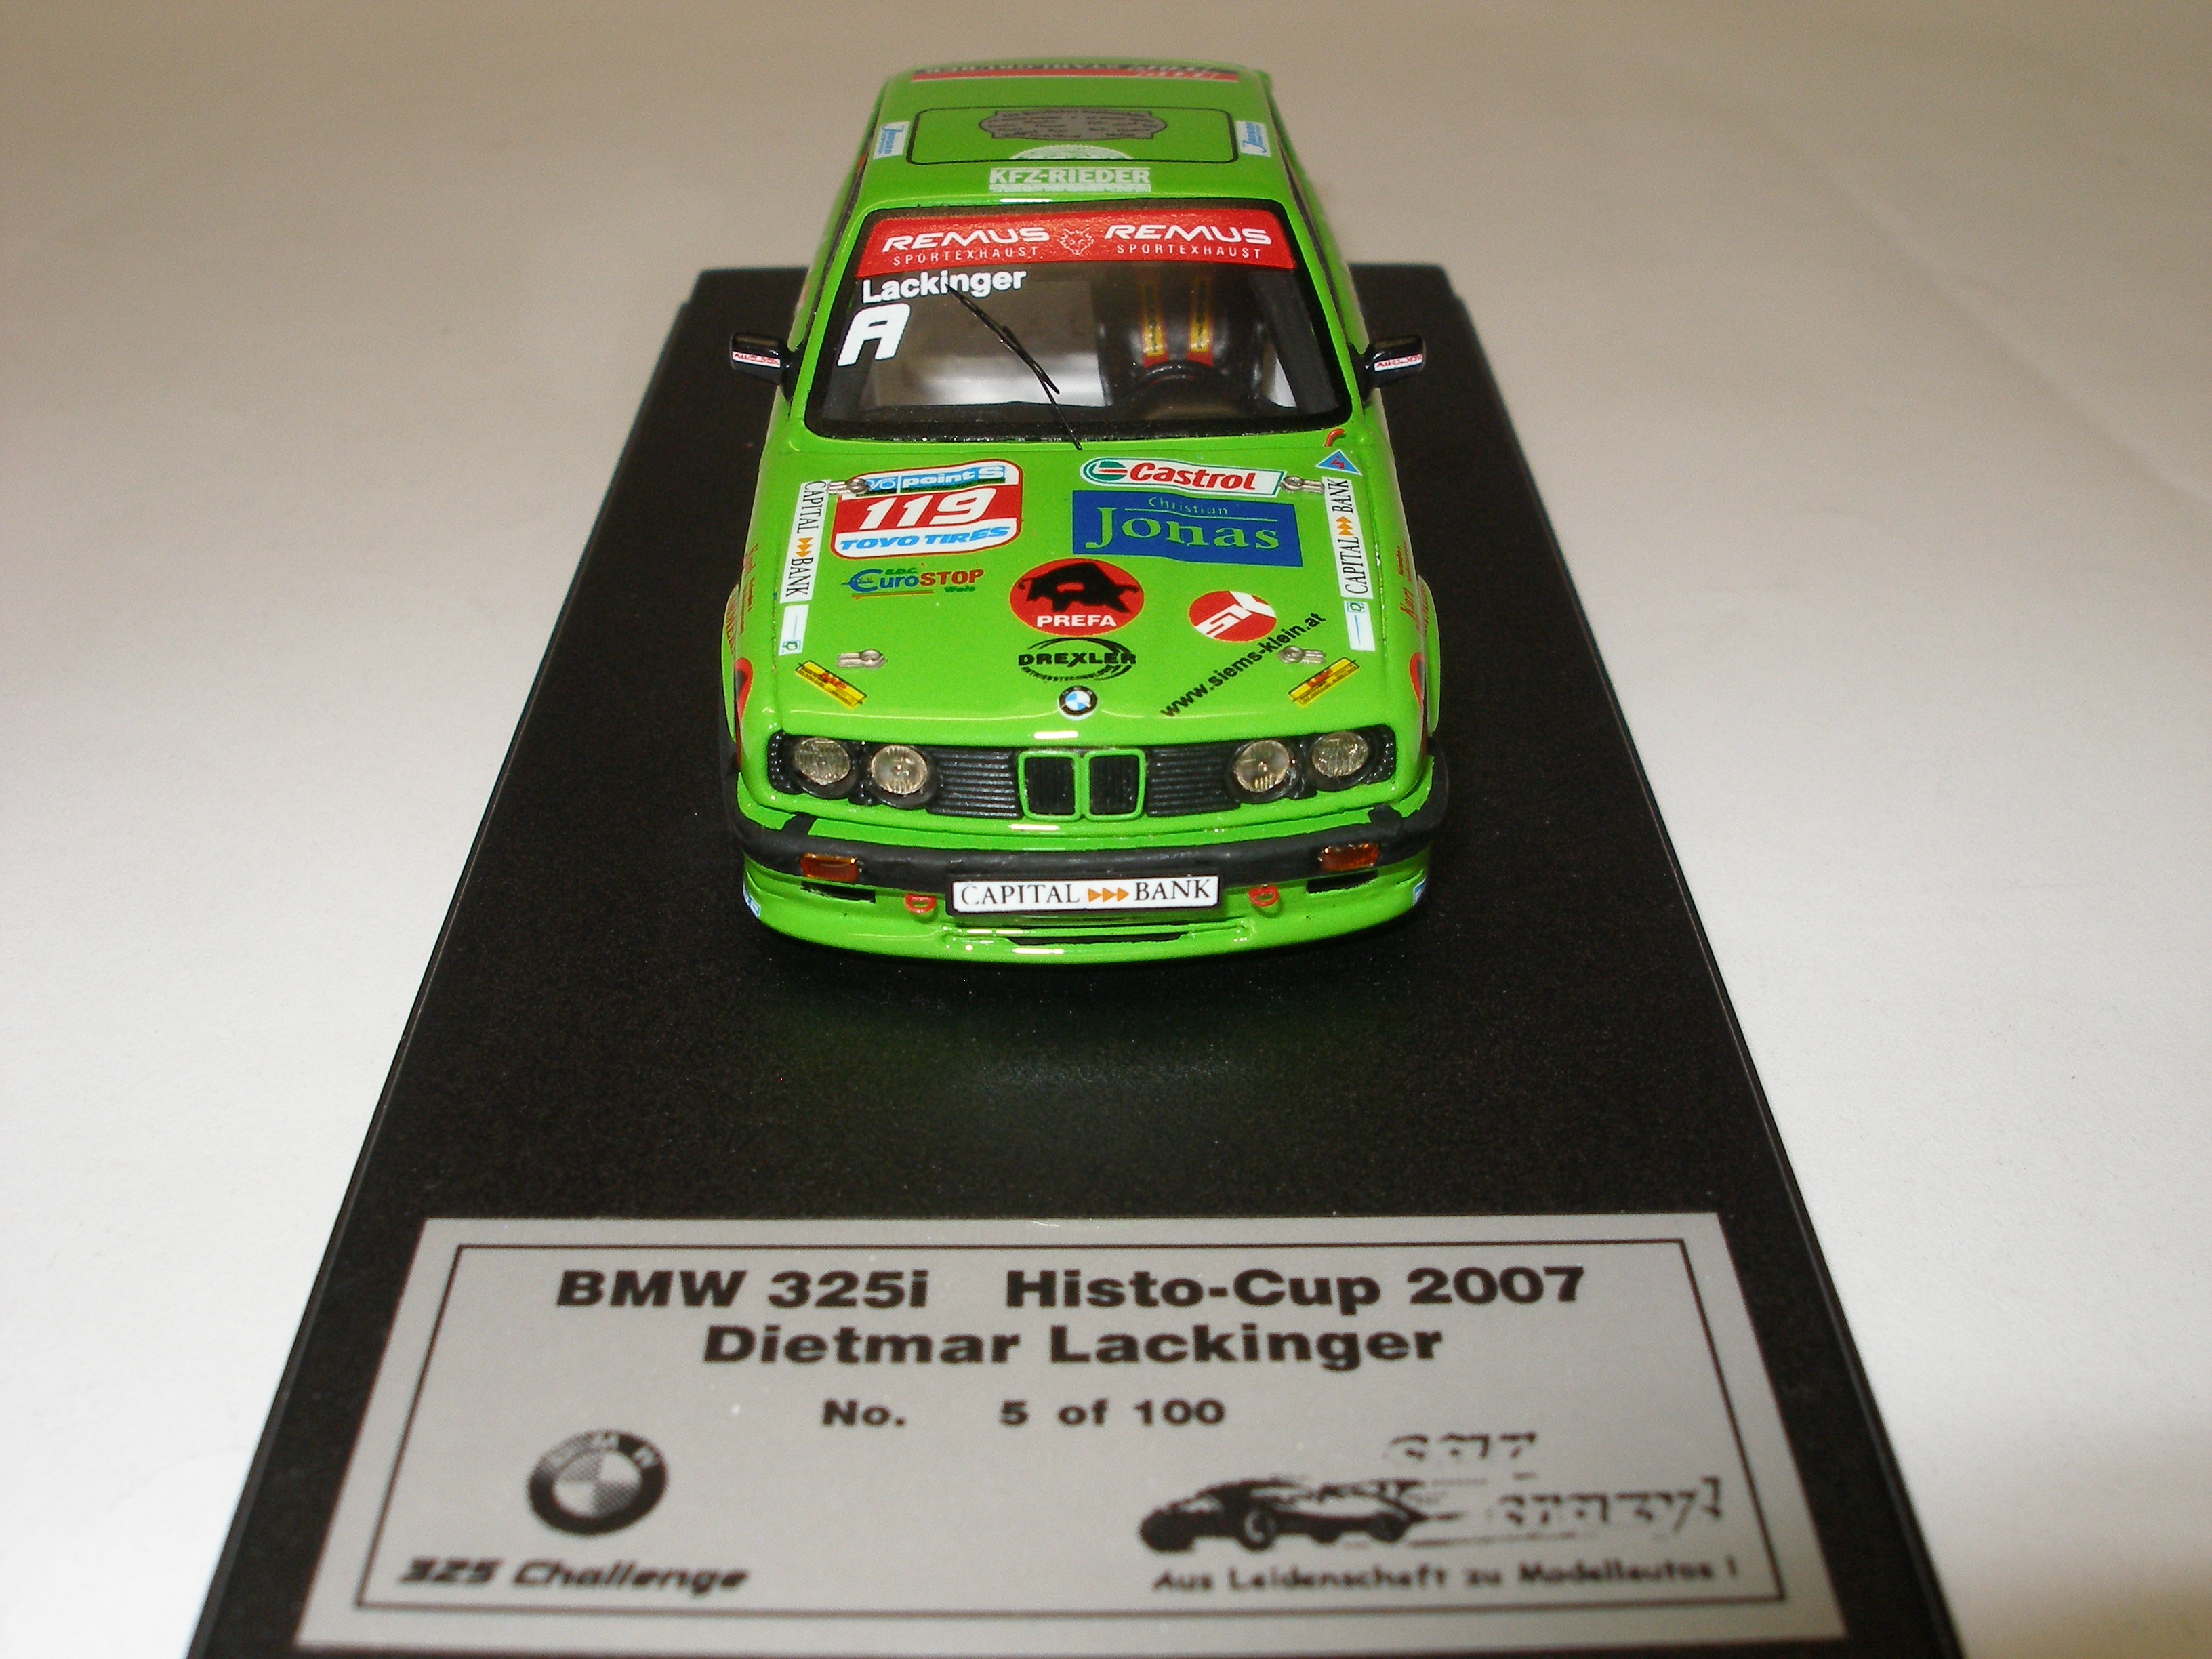 KFZ-RIEDER
REMUS REMUS
SPORTEXHAUST SPORTEXHAUST
Lackinger
A
point S
119
TOYO TIRES
Castrol
Christian
Jonas
CAPITAL BANK
CAPITAL BANK
EuroSTOP
PREFA
DREXLER
www.siems-klein.at
CAPITAL BANK
BMW 325i Histo-Cup 2007
Dietmar Lackinger
No. 5 of 100
BMW
325 Challenge
Aus Leidenschaft zu Modellautos !